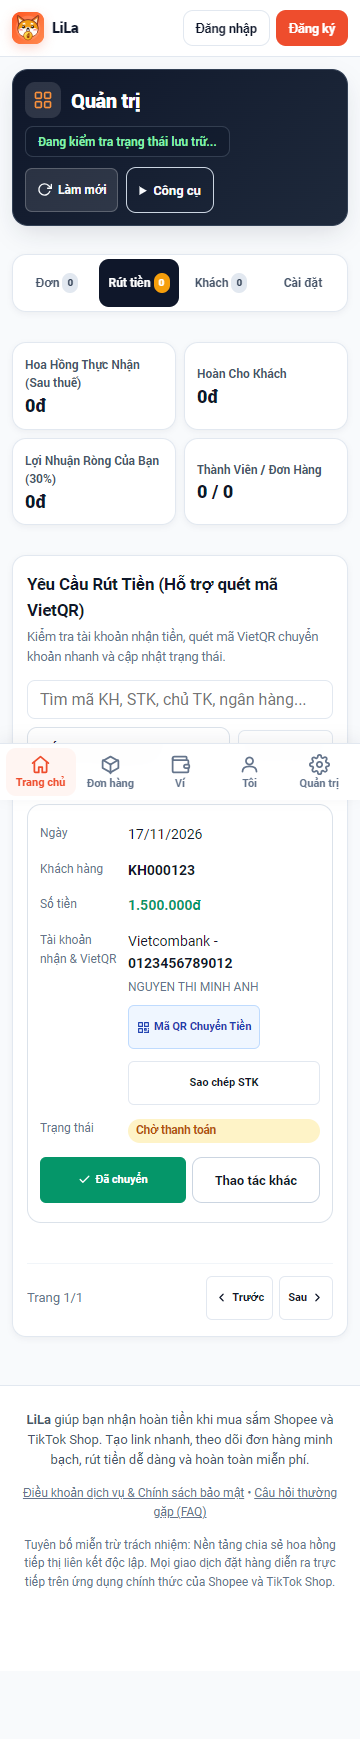 LiLa
Đăng nhập
Đăng ký
Quản trị
Đang kiểm tra trạng thái lưu trữ...
Làm mới
Công cụ
Đơn 0
Rút tiền 0
Khách 0
Cài đặt
Hoa Hồng Thực Nhận
(Sau thuế)
0đ
Hoàn Cho Khách
0đ
Lợi Nhuận Ròng Của Bạn
(30%)
0đ
Thành Viên / Đơn Hàng
0 / 0
Yêu Cầu Rút Tiền (Hỗ trợ quét mã
VietQR)
Kiểm tra tài khoản nhận tiền, quét mã VietQR chuyển
khoản nhanh và cập nhật trạng thái.
Tìm mã KH, STK, chủ TK, ngân hàng...
Trang chủ
Đơn hàng
Ví
Tôi
Quản trị
Ngày
17/11/2026
Khách hàng
KH000123
Số tiền
1.500.000đ
Tài khoản
nhận & VietQR
Vietcombank -
0123456789012
NGUYEN THI MINH ANH
Mã QR Chuyển Tiền
Sao chép STK
Trạng thái
Chờ thanh toán
Đã chuyển
Thao tác khác
Trang 1/1
Trước
Sau
LiLa giúp bạn nhận hoàn tiền khi mua sắm Shopee và
TikTok Shop. Tạo link nhanh, theo dõi đơn hàng minh
bạch, rút tiền dễ dàng và hoàn toàn miễn phí.
Điều khoản dịch vụ & Chính sách bảo mật • Câu hỏi thường
gặp (FAQ)
Tuyên bố miễn trừ trách nhiệm: Nền tảng chia sẻ hoa hồng
tiếp thị liên kết độc lập. Mọi giao dịch đặt hàng diễn ra trực
tiếp trên ứng dụng chính thức của Shopee và TikTok Shop.